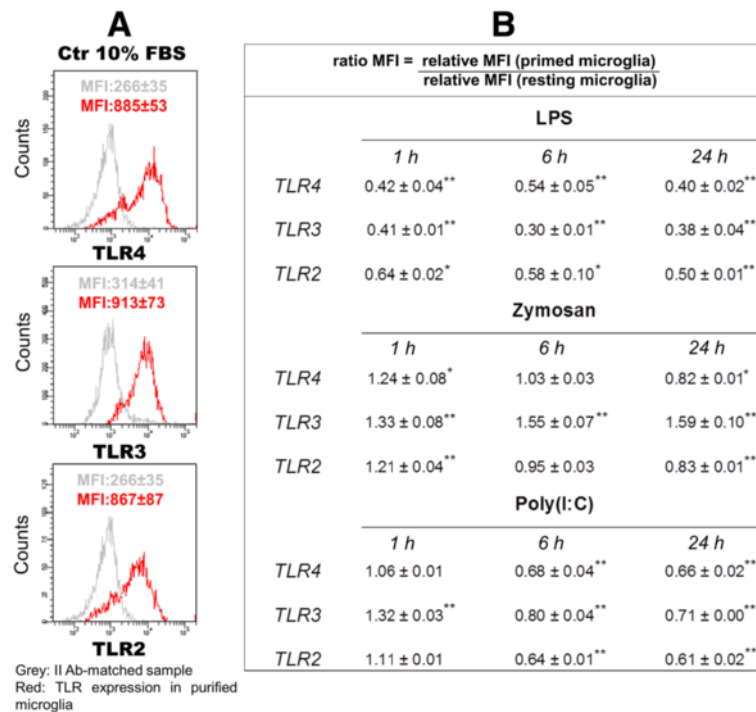 A
Ctr 10% FBS
MFI:266±35
MFI:885±53
Counts
TLR4
MFI:314±41
MFI:913±73
Counts
TLR3
MFI:266±35
MFI:867±87
Counts
TLR2
Grey: II Ab-matched sample
Red: TLR expression in purified
microglia
B
ratio MFI = relative MFI (primed microglia)
relative MFI (resting microglia)
LPS
1 h 6 h 24 h
TLR4 0.42 ± 0.04** 0.54 ± 0.05** 0.40 ± 0.02**
TLR3 0.41 ± 0.01** 0.30 ± 0.01** 0.38 ± 0.04**
TLR2 0.64 ± 0.02* 0.58 ± 0.10* 0.50 ± 0.01**
Zymosan
1 h 6 h 24 h
TLR4 1.24 ± 0.08* 1.03 ± 0.03 0.82 ± 0.01*
TLR3 1.33 ± 0.08** 1.55 ± 0.07** 1.59 ± 0.10**
TLR2 1.21 ± 0.04** 0.95 ± 0.03 0.83 ± 0.01**
Poly(I:C)
1 h 6 h 24 h
TLR4 1.06 ± 0.01 0.68 ± 0.04** 0.66 ± 0.02**
TLR3 1.32 ± 0.03** 0.80 ± 0.04** 0.71 ± 0.00**
TLR2 1.11 ± 0.01 0.64 ± 0.01** 0.61 ± 0.02**